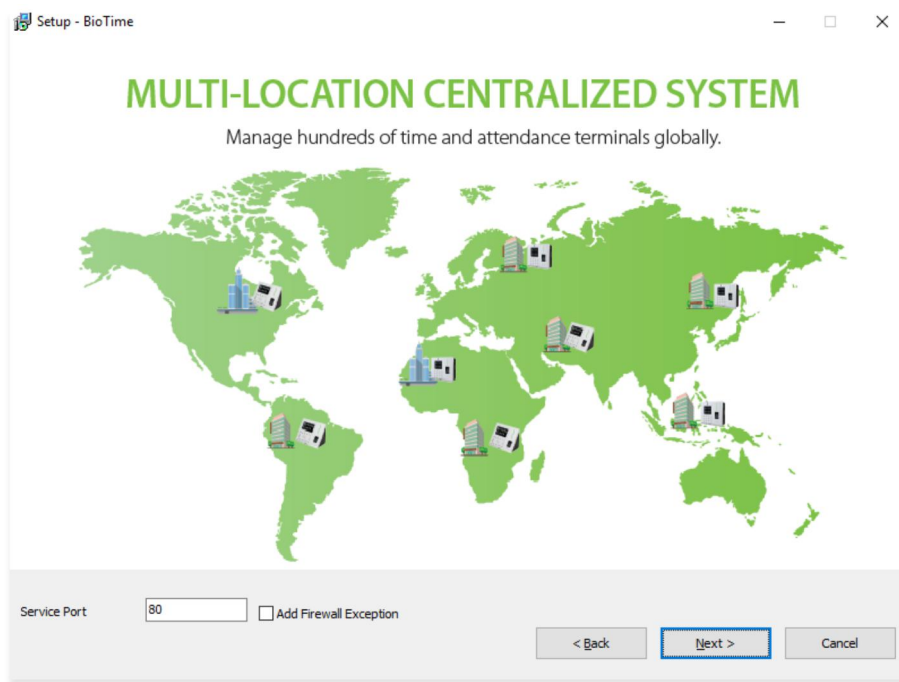 Setup - BioTime
MULTI-LOCATION CENTRALIZED SYSTEM
Manage hundreds of time and attendance terminals globally.
Service Port 80 Add Firewall Exception
< Back Next > Cancel